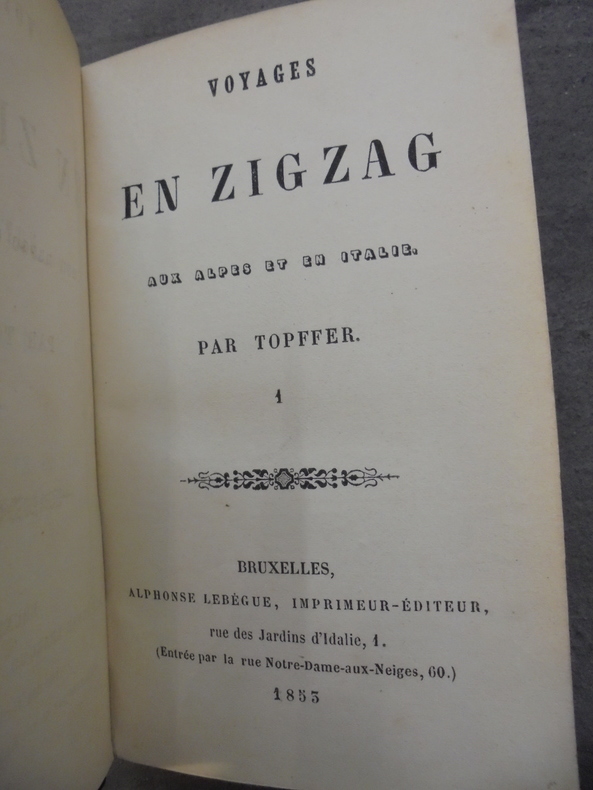 VOYAGES
EN ZIGZAG
AUX ALPES ET EN ITALIE.
PAR TOPFFER.
1
BRUXELLES,
ALPHONSE LEBÈGUE, IMPRIMEUR-ÉDITEUR,
rue des Jardins d'Idalie, 1.
(Entrée par la rue Notre-Dame-aux-Neiges, 60.)
1853